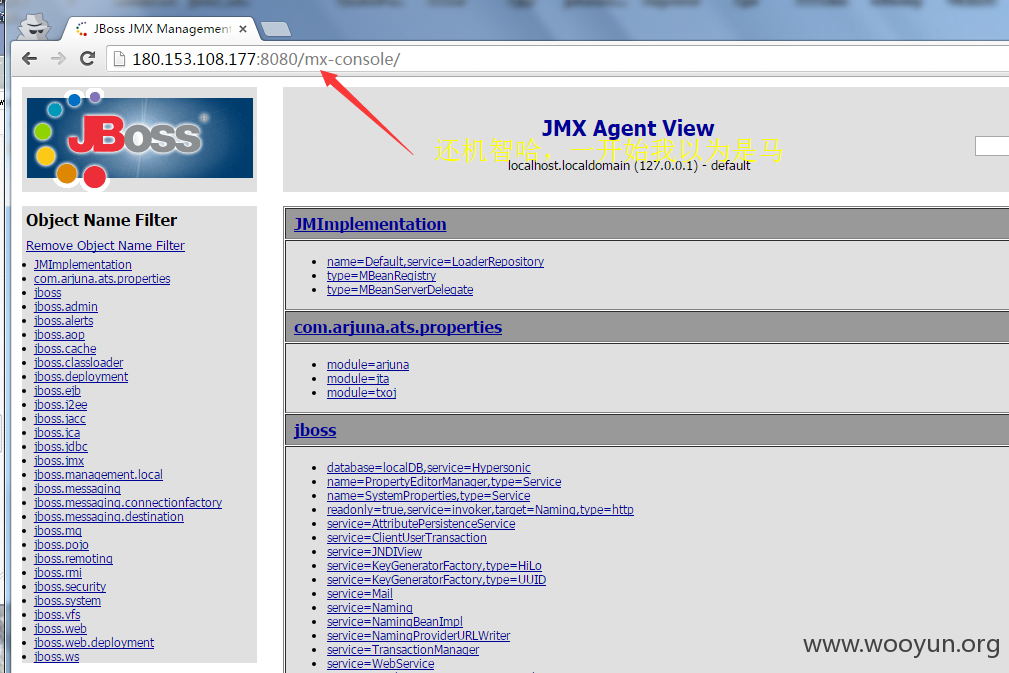 JBoss JMX Management
180.153.108.177:8080/mx-console/
JBoss
JMX Agent View
还机智哈，一开始我以为是马
localhost.localdomain (127.0.0.1) - default
Object Name Filter
Remove Object Name Filter
JMImplementation
com.arjuna.ats.properties
jboss
jboss.admin
jboss.alerts
jboss.aop
jboss.cache
jboss.classloader
jboss.deployment
jboss.ejb
jboss.j2ee
jboss.jacc
jboss.jca
jboss.jdbc
jboss.jmx
jboss.management.local
jboss.messaging
jboss.messaging.connectionfactory
jboss.messaging.destination
jboss.mq
jboss.pojo
jboss.remoting
jboss.rmi
jboss.security
jboss.system
jboss.vfs
jboss.web
jboss.web.deployment
jboss.ws
JMImplementation
name=Default,service=LoaderRepository
type=MBeanRegistry
type=MBeanServerDelegate
com.arjuna.ats.properties
module=arjuna
module=jta
module=txoj
jboss
database=localDB,service=Hypersonic
name=PropertyEditorManager,type=Service
name=SystemProperties,type=Service
readonly=true,service=invoker,target=Naming,type=http
service=AttributePersistenceService
service=ClientUserTransaction
service=JNDIView
service=KeyGeneratorFactory,type=HiLo
service=KeyGeneratorFactory,type=UUID
service=Mail
service=Naming
service=NamingBeanImpl
service=NamingProviderURLWriter
service=TransactionManager
service=WebService
www.wooyun.org